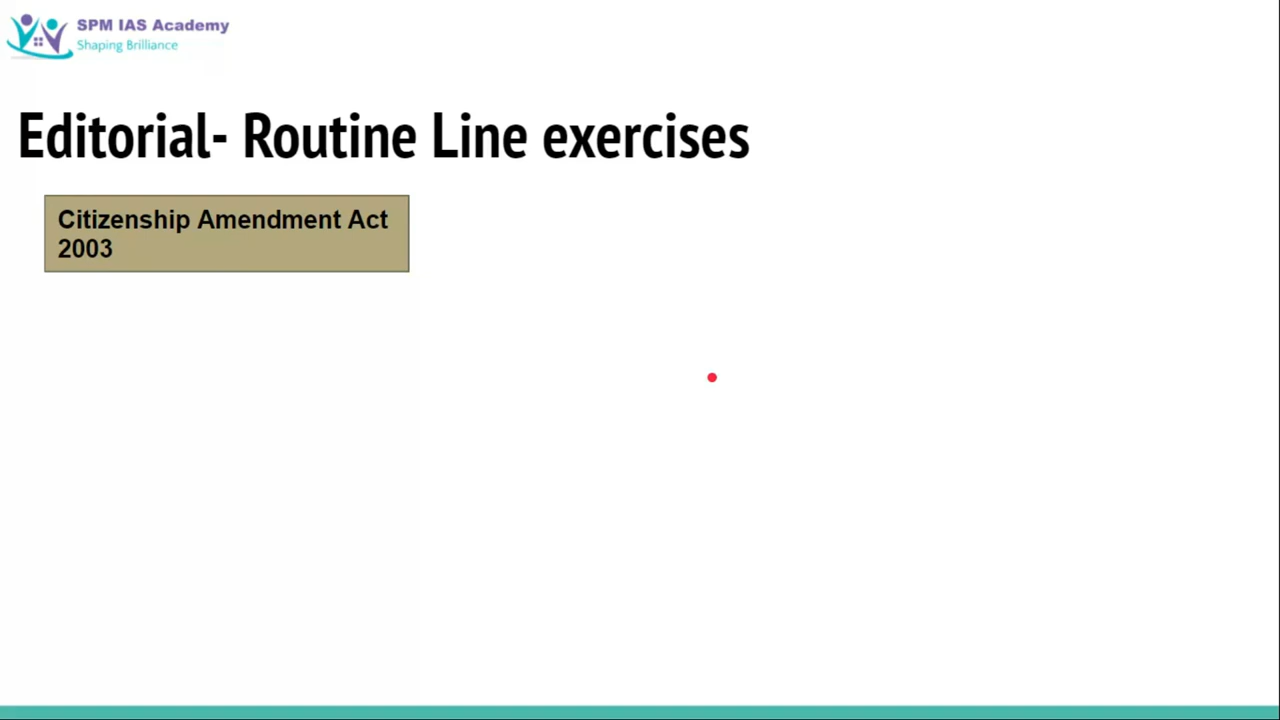 SPM IAS Academy
Shaping Brilliance
Editorial- Routine Line exercises
Citizenship Amendment Act
2003